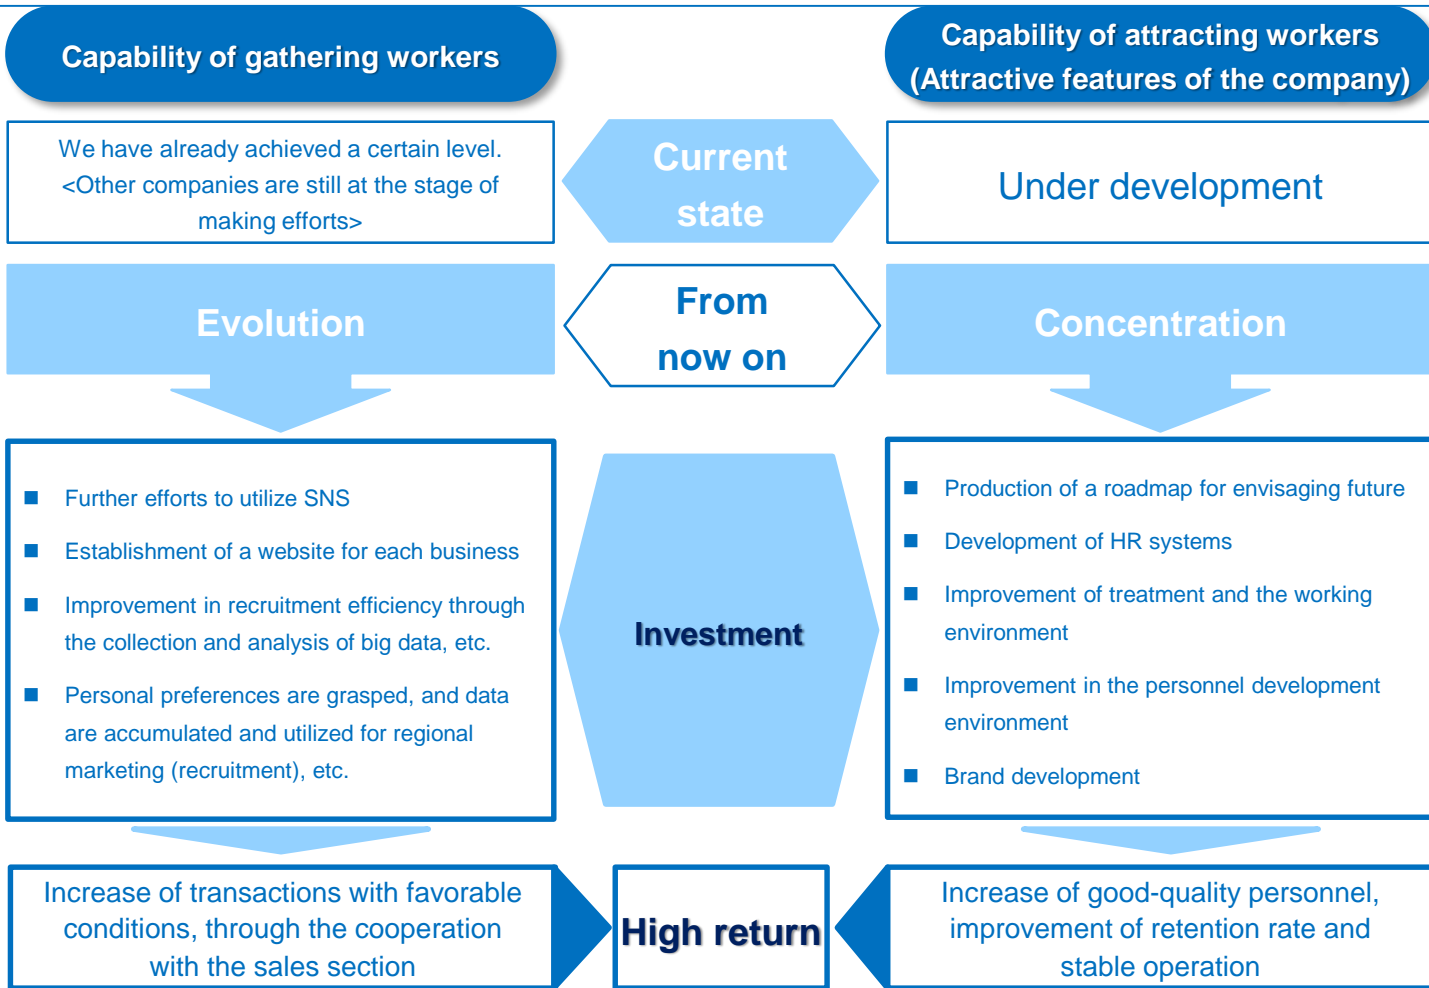 Capability of gathering workers
Capability of attracting workers
(Attractive features of the company)
We have already achieved a certain level.
<Other companies are still at the stage of
making efforts>
Current
state
Under development
Evolution
From
now on
Concentration
■ Further efforts to utilize SNS
■ Establishment of a website for each business
■ Improvement in recruitment efficiency through
the collection and analysis of big data, etc.
■ Personal preferences are grasped, and data
are accumulated and utilized for regional
marketing (recruitment), etc.
Investment
■ Production of a roadmap for envisaging future
■ Development of HR systems
■ Improvement of treatment and the working
environment
■ Improvement in the personnel development
environment
■ Brand development
Increase of transactions with favorable
conditions, through the cooperation
with the sales section
High return
Increase of good-quality personnel,
improvement of retention rate and
stable operation